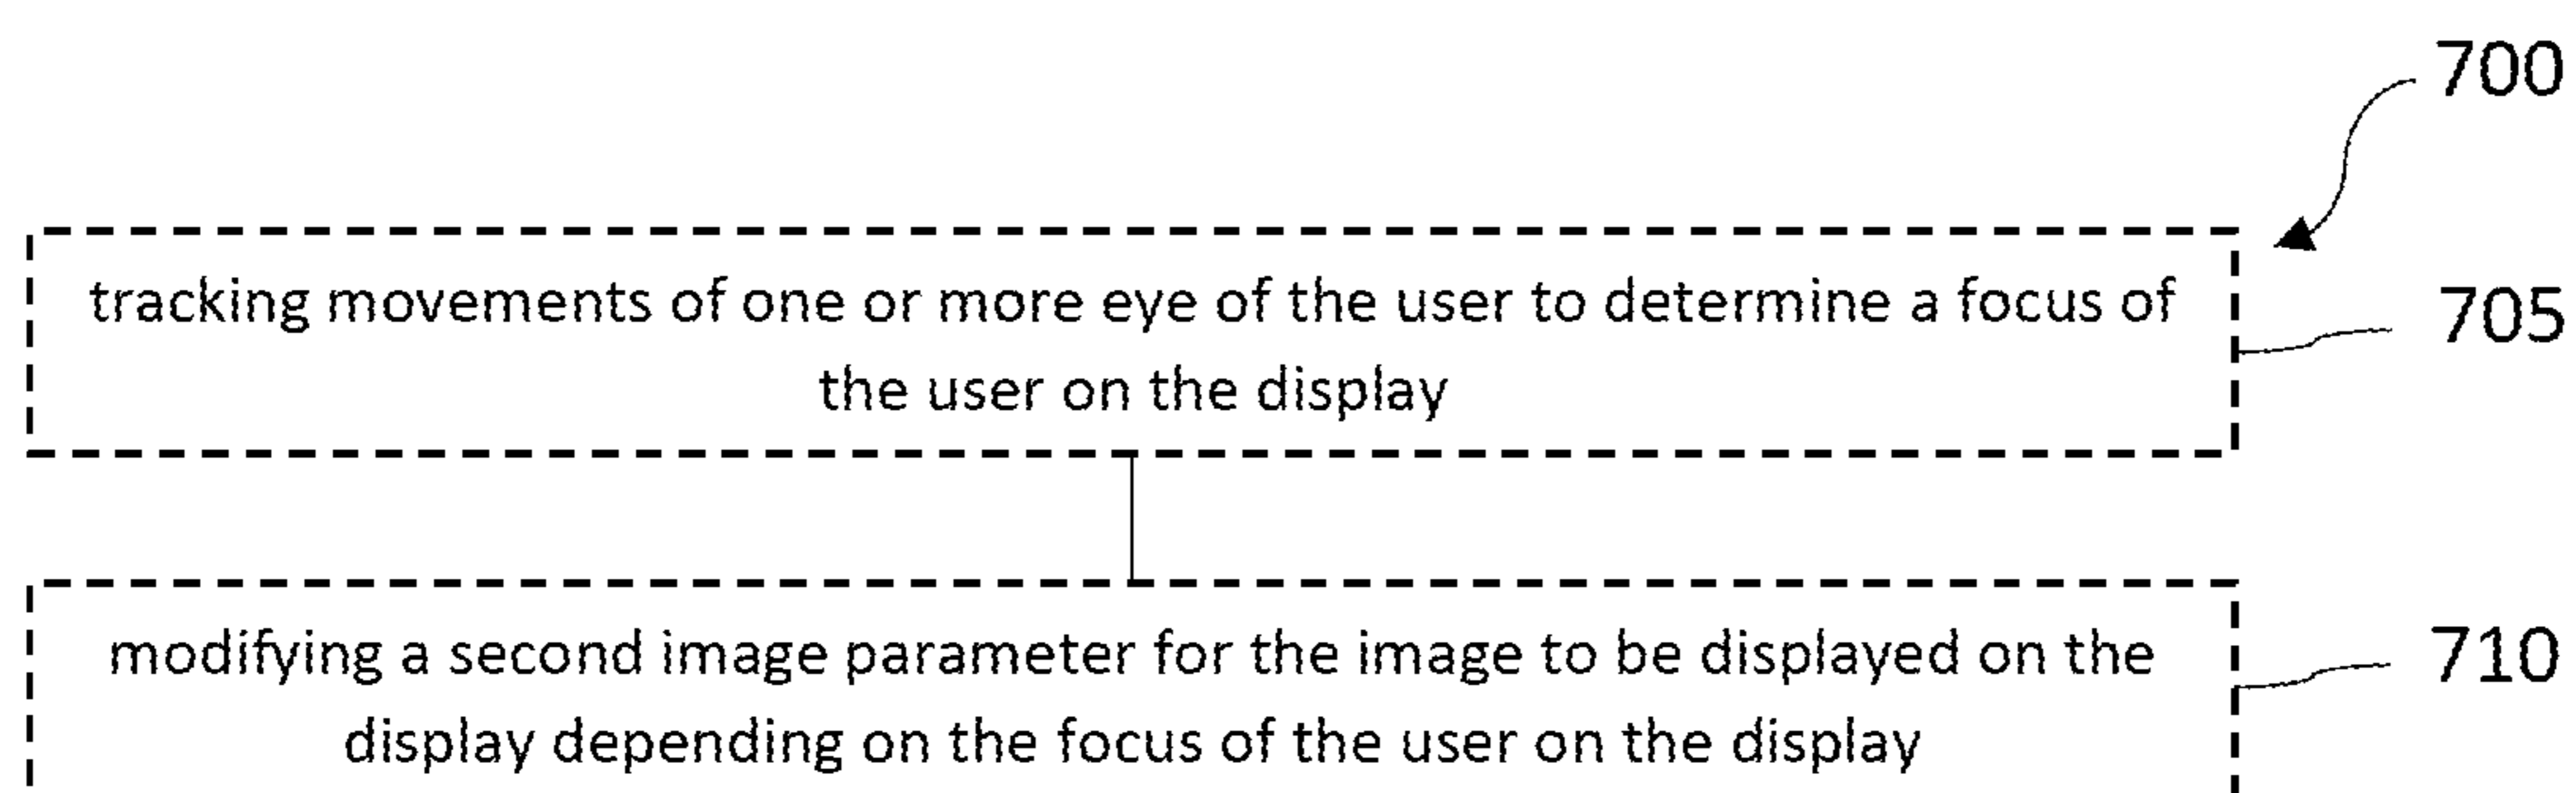 700
tracking movements of one or more eye of the user to determine a focus of
705
the user on the display
modifying a second image parameter for the image to be displayed on the
710
display depending on the focus of the user on the display